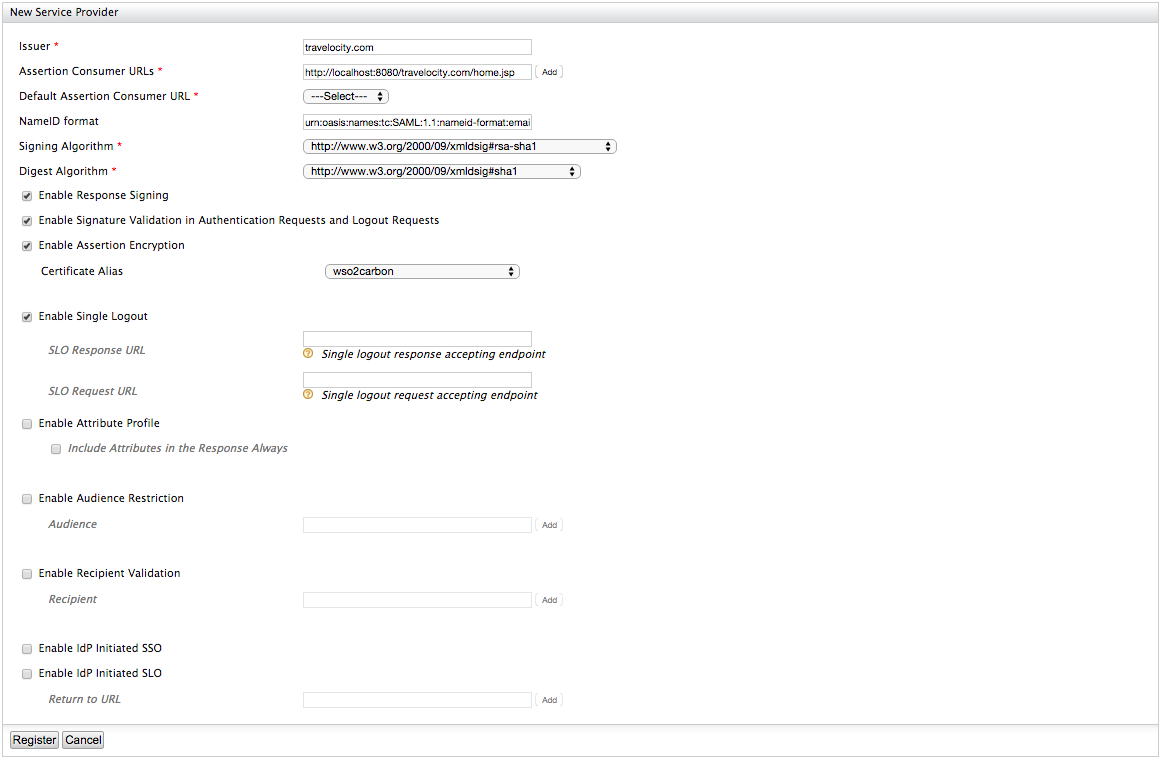 New Service Provider
Issuer * travelocity.com
Assertion Consumer URLs * http://localhost:8080/travelocity.com/home.jsp Add
Default Assertion Consumer URL * ---Select---
NameID format urn:oasis:names:tc:SAML:1.1:nameid-format:emai
Signing Algorithm * http://www.w3.org/2000/09/xmldsig#rsa-sha1
Digest Algorithm * http://www.w3.org/2000/09/xmldsig#sha1
Enable Response Signing
Enable Signature Validation in Authentication Requests and Logout Requests
Enable Assertion Encryption
Certificate Alias wso2carbon
Enable Single Logout
SLO Response URL
? Single logout response accepting endpoint
SLO Request URL
? Single logout request accepting endpoint
Enable Attribute Profile
Include Attributes in the Response Always
Enable Audience Restriction
Audience Add
Enable Recipient Validation
Recipient Add
Enable IdP Initiated SSO
Enable IdP Initiated SLO
Return to URL Add
Register Cancel